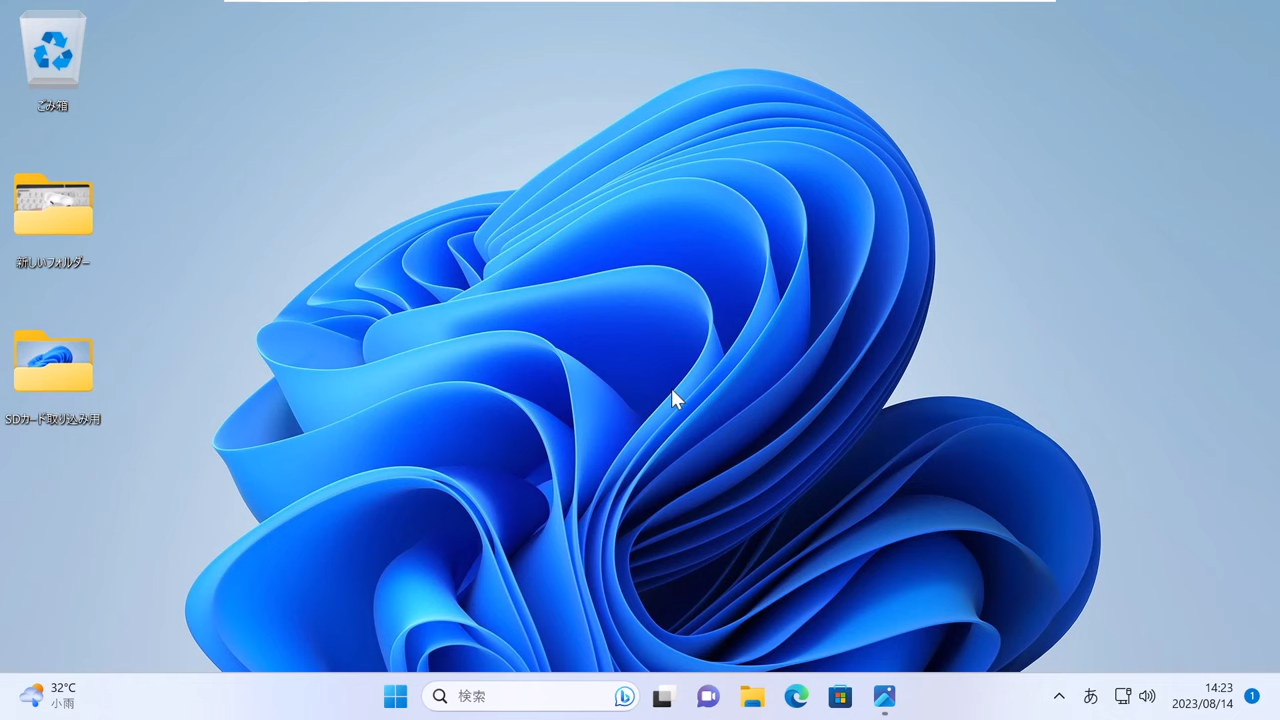 ごみ箱
新しいフォルダー
SDカード取り込み用
32°C
小雨
検索
あ
14:23
2023/08/14
1